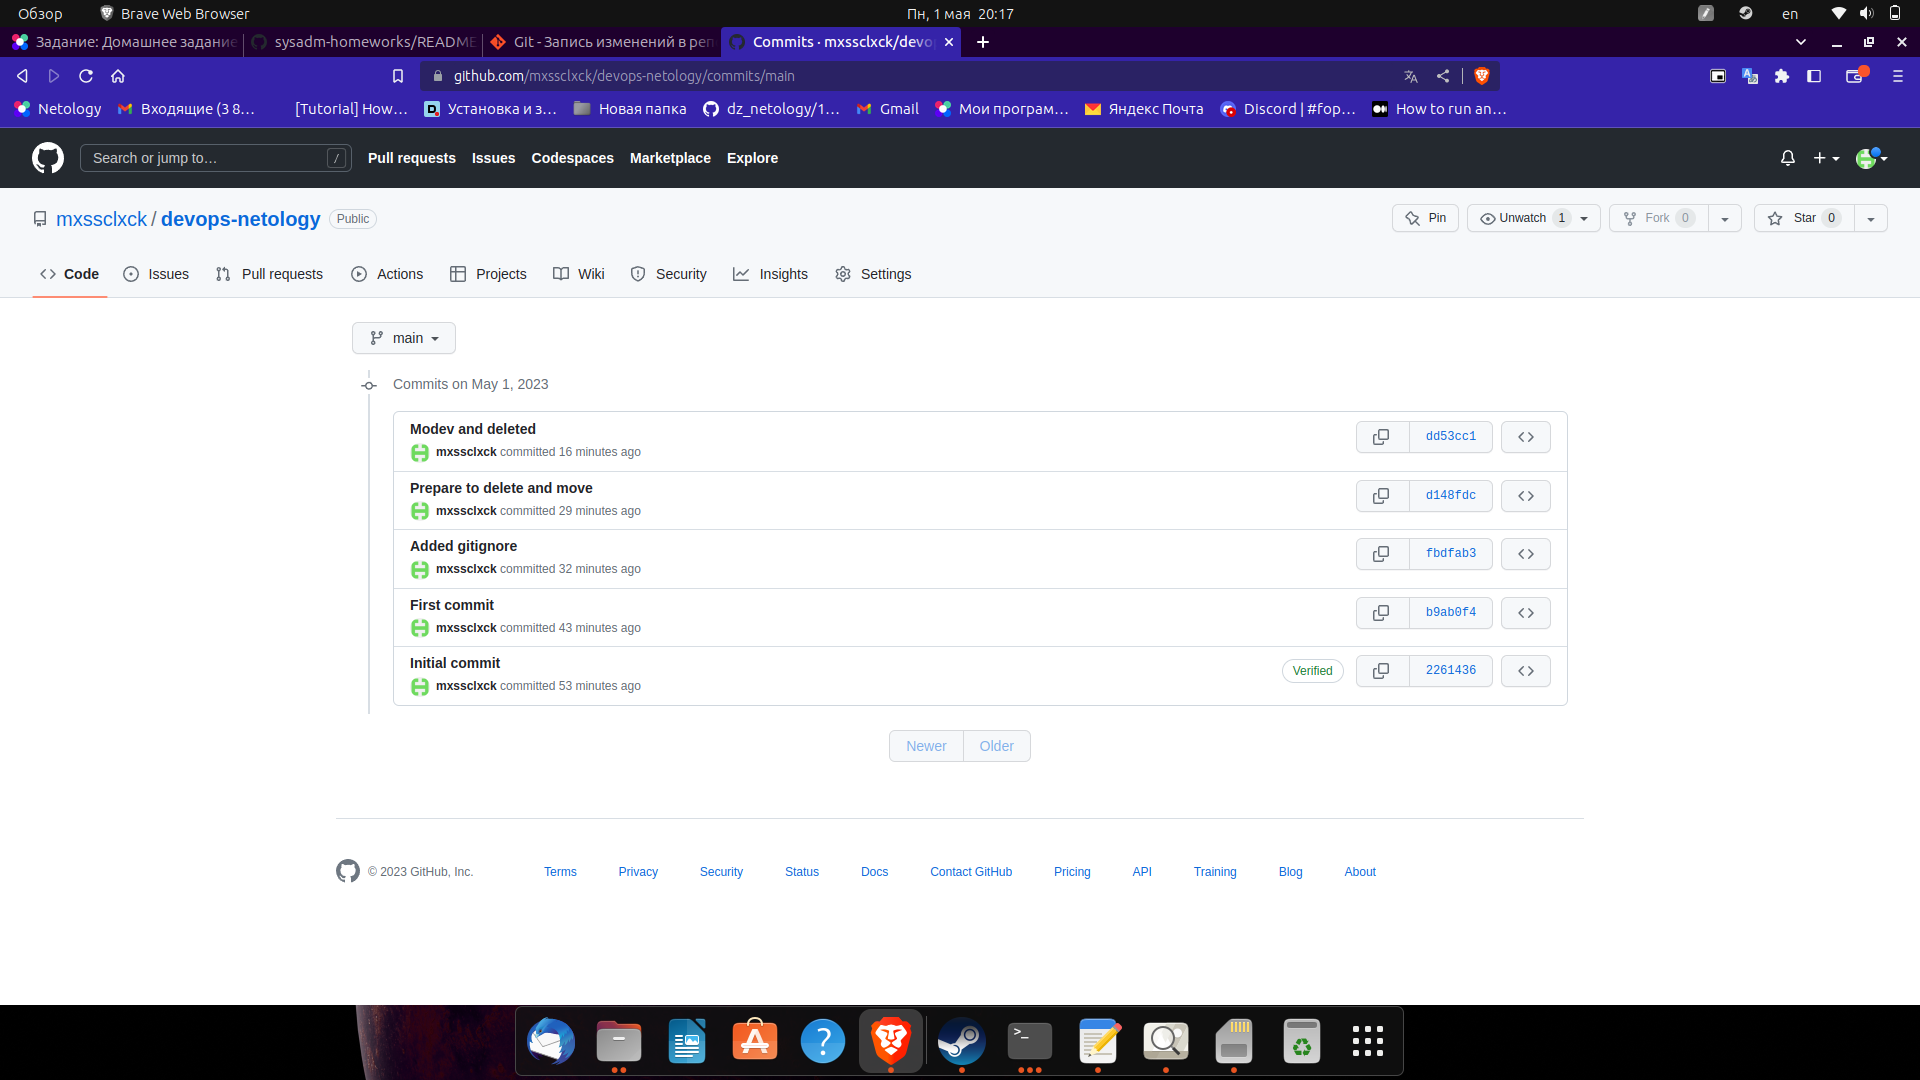 Обзор
Brave Web Browser
Пн, 1 мая 20:17
en
Задание: Домашнее задание
sysadm-homeworks/README
Git - Запись изменений в реп
Commits · mxssclxck/devo
github.com/mxssclxck/devops-netology/commits/main
Netology
Входящие (3 8…
[Tutorial] How…
Установка и з…
Новая папка
dz_netology/1…
Gmail
Мои програм…
Яндекс Почта
Discord | #fop…
How to run an…
Search or jump to…
/
Pull requests
Issues
Codespaces
Marketplace
Explore
mxssclxck / devops-netology
Public
Pin
Unwatch 1
Fork 0
Star 0
Code
Issues
Pull requests
Actions
Projects
Wiki
Security
Insights
Settings
main
Commits on May 1, 2023
Modev and deleted
mxssclxck committed 16 minutes ago
dd53cc1
Prepare to delete and move
mxssclxck committed 29 minutes ago
d148fdc
Added gitignore
mxssclxck committed 32 minutes ago
fbdfab3
First commit
mxssclxck committed 43 minutes ago
b9ab0f4
Initial commit
mxssclxck committed 53 minutes ago
Verified
2261436
Newer
Older
© 2023 GitHub, Inc.
Terms
Privacy
Security
Status
Docs
Contact GitHub
Pricing
API
Training
Blog
About